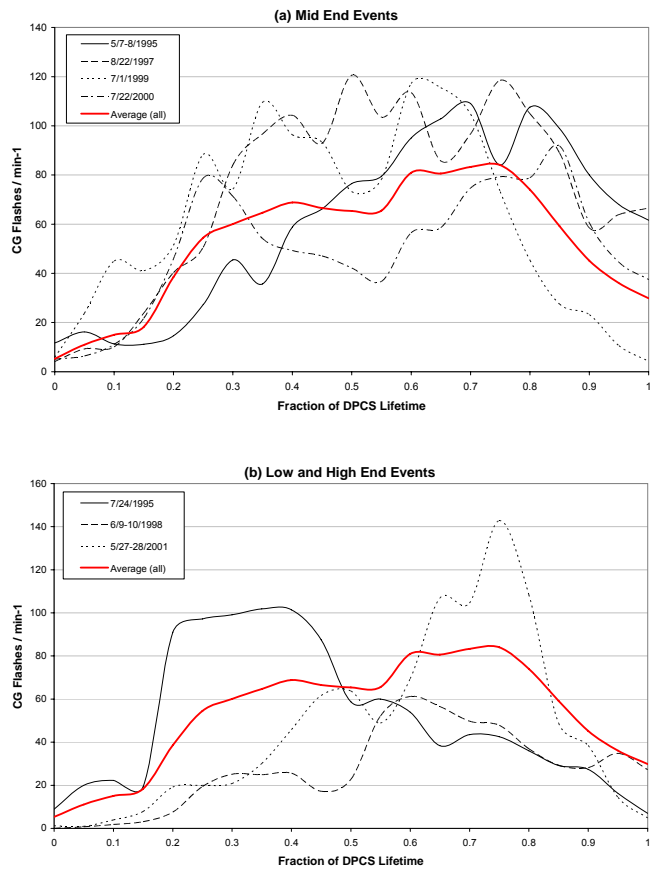 (a) Mid End Events
140
120
100
80
60
40
20
0
CG Flashes / min-1
5/7-8/1995
8/22/1997
7/1/1999
7/22/2000
Average (all)
0 0.1 0.2 0.3 0.4 0.5 0.6 0.7 0.8 0.9 1
Fraction of DPCS Lifetime
(b) Low and High End Events
160
140
120
100
80
60
40
20
0
CG Flashes / min-1
7/24/1995
6/9-10/1998
5/27-28/2001
Average (all)
0 0.1 0.2 0.3 0.4 0.5 0.6 0.7 0.8 0.9 1
Fraction of DPCS Lifetime